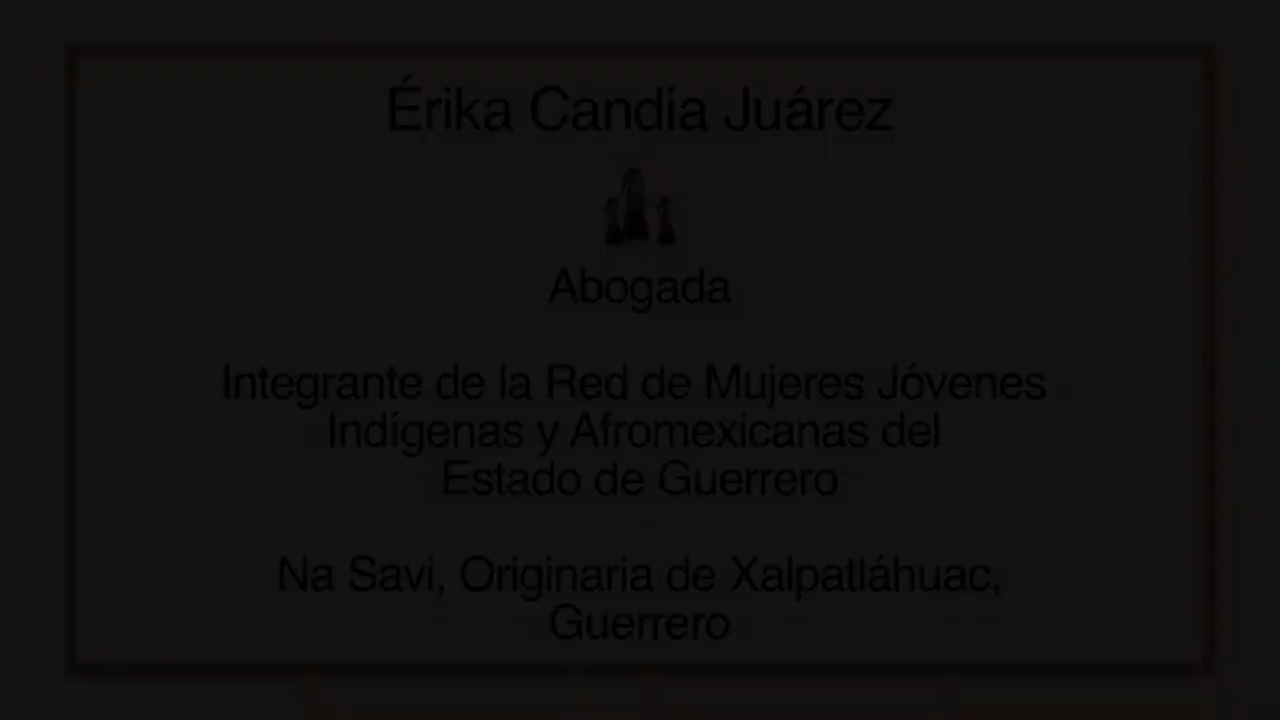 Érika Candia Juárez
Abogada
Integrante de la Red de Mujeres Jóvenes
Indígenas y Afromexicanas del
Estado de Guerrero
Na Savi, Originaria de Xalpatláhuac,
Guerrero